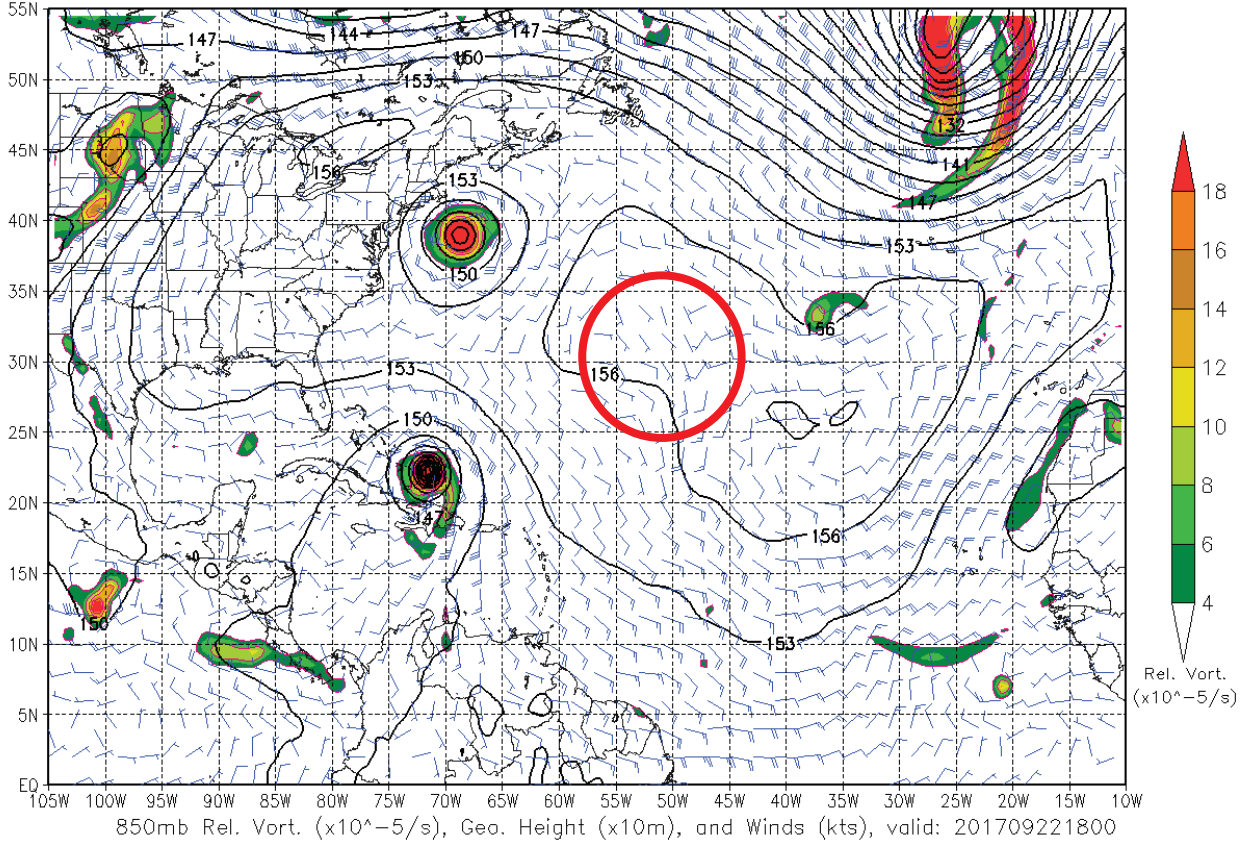 55N
147
144
147
50N
150
153
18
132
45N
156
141
153
147
16
40N
153
150
14
35N
156
12
30N
153
156
10
25N
150
8
20N
147
156
6
15N
150
4
10N
153
Rel. Vort.
(x10^-5/s)
5N
EQ
105W 100W 95W 90W 85W 80W 75W 70W 65W 60W 55W 50W 45W 40W 35W 30W 25W 20W 15W 10W
850mb Rel. Vort. (x10^-5/s), Geo. Height (x10m), and Winds (kts), valid: 201709221800